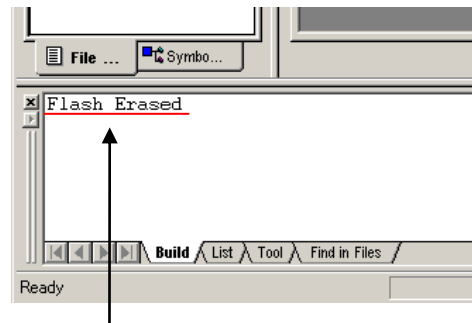 File ... Symbo...
Flash Erased
Build List Tool Find in Files
Ready